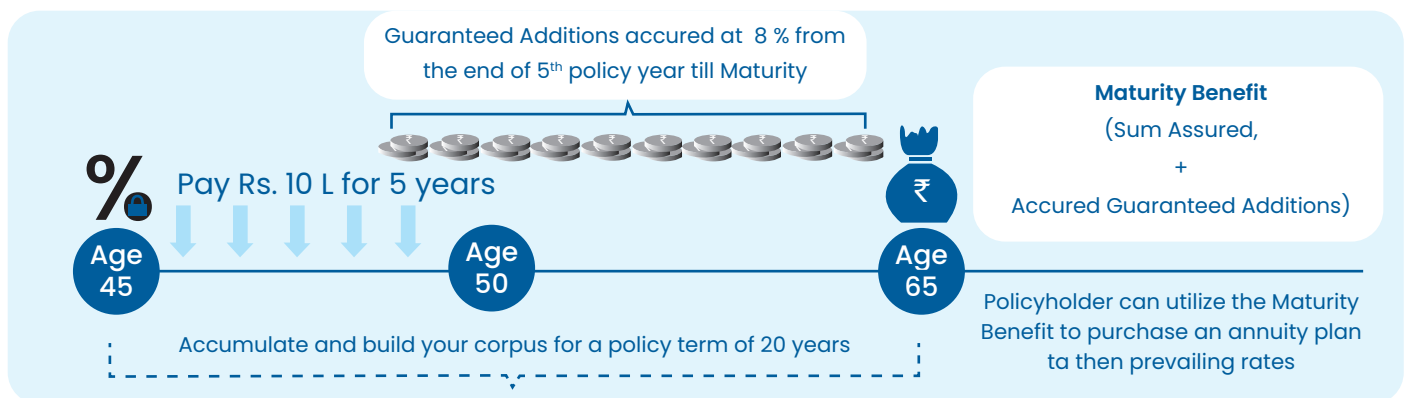 Guaranteed Additions accured at 8 % from
the end of 5th policy year till Maturity
Maturity Benefit
(Sum Assured,
+
Accured Guaranteed Additions)
%
Pay Rs. 10 L for 5 years
₹
Age
45
Age
50
Age
65
Policyholder can utilize the Maturity
Benefit to purchase an annuity plan
ta then prevailing rates
Accumulate and build your corpus for a policy term of 20 years